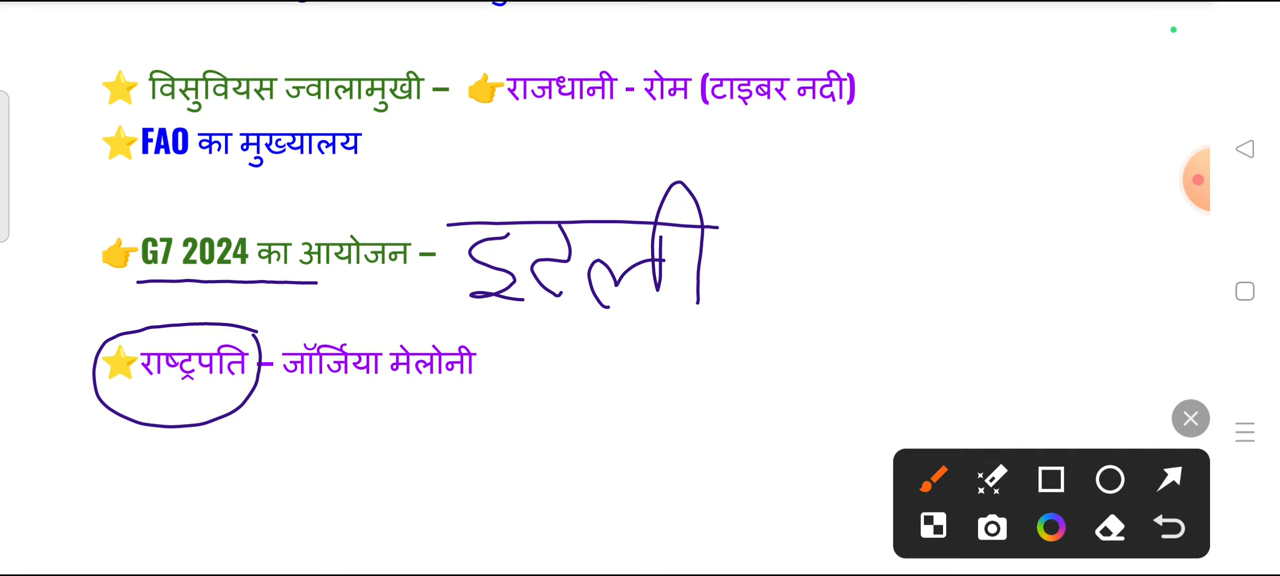 ⭐ विसुवियस ज्वालामुखी – 👉राजधानी - रोम (टाइबर नदी)
⭐FAO का मुख्यालय
👉G7 2024 का आयोजन – इटली
⭐राष्ट्रपति – जॉर्जिया मेलोनी